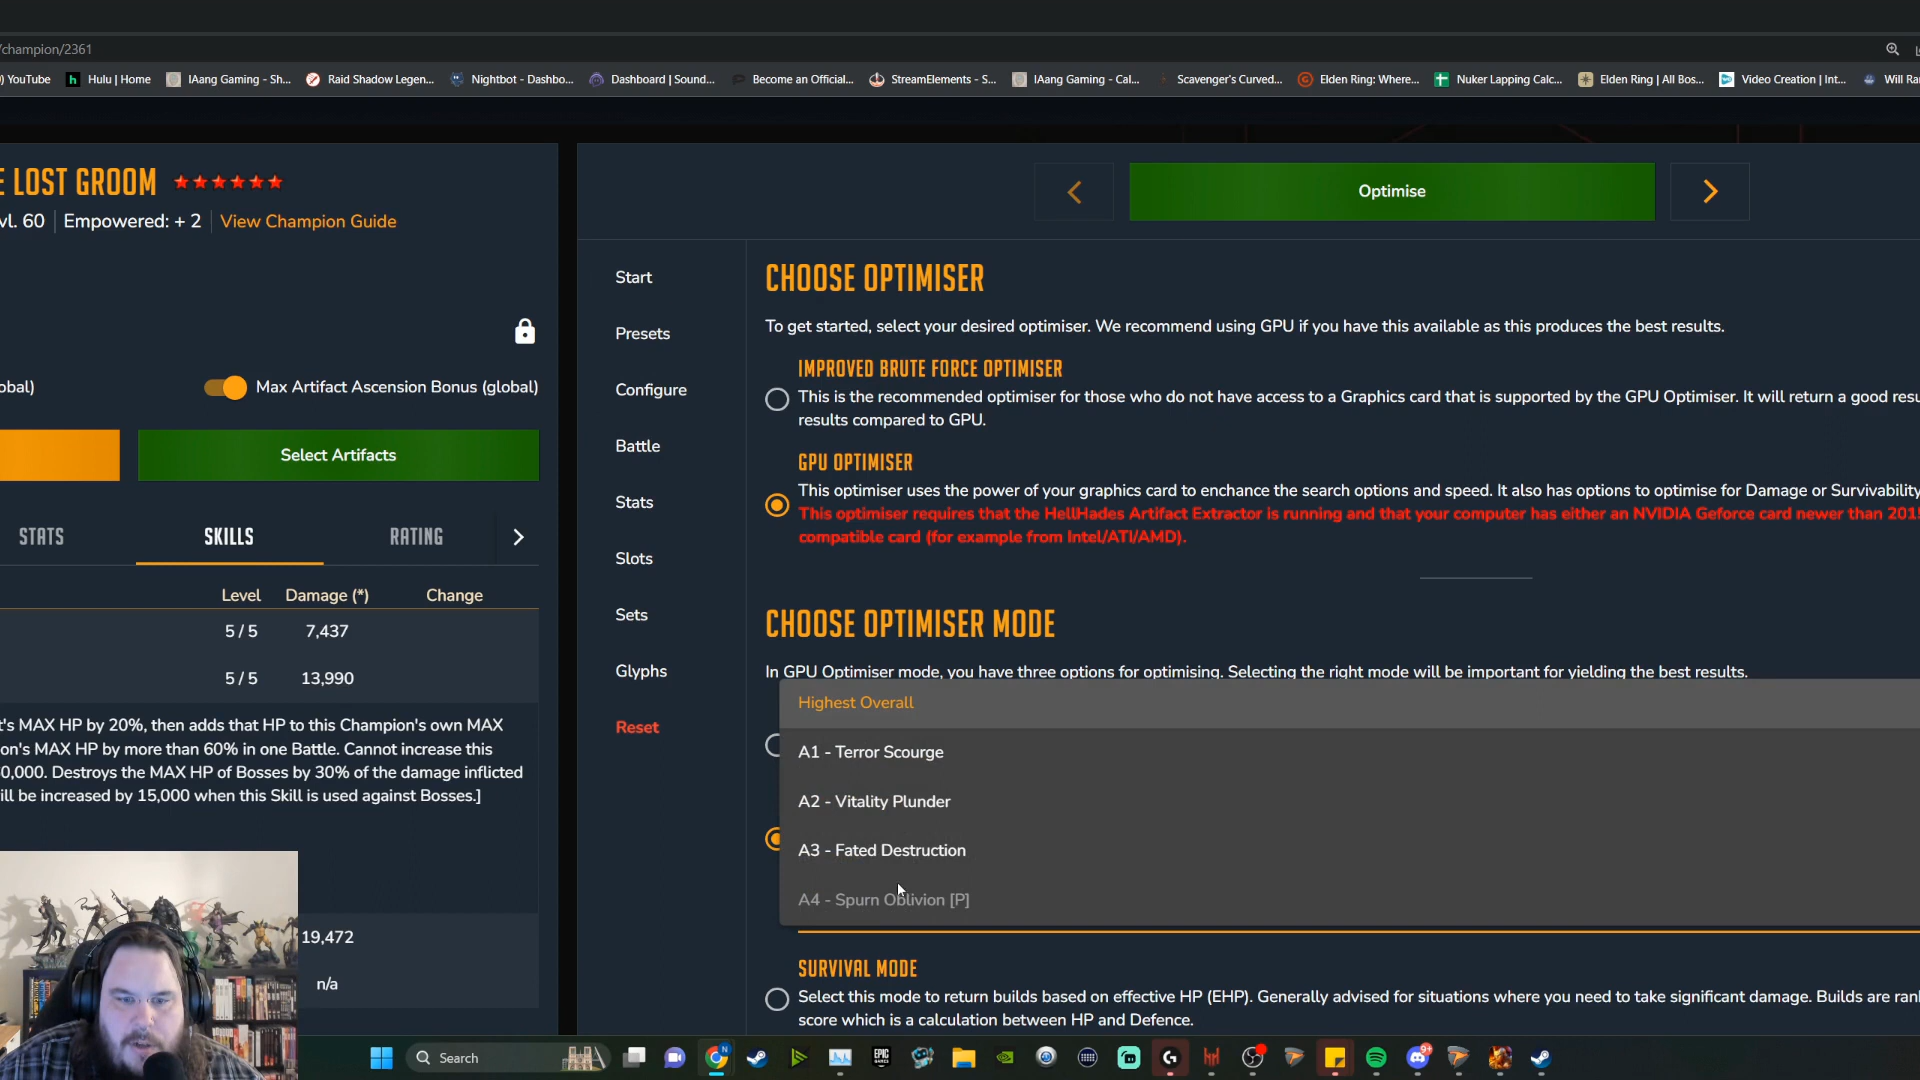 /champion/2361
) YouTube
Hulu | Home
IAang Gaming - Sh...
Raid Shadow Legen...
Nightbot - Dashbo...
Dashboard | Sound...
Become an Official...
StreamElements - S...
IAang Gaming - Cal...
Scavenger's Curved...
Elden Ring: Where...
Nuker Lapping Calc...
Elden Ring | All Bos...
Video Creation | Int...
Will Ra
E LOST GROOM
vl. 60
Empowered: + 2
View Champion Guide
obal)
Max Artifact Ascension Bonus (global)
Select Artifacts
STATS
SKILLS
RATING
Level
Damage (*)
Change
5 / 5
7,437
5 / 5
13,990
t's MAX HP by 20%, then adds that HP to this Champion's own MAX
on's MAX HP by more than 60% in one Battle. Cannot increase this
0,000. Destroys the MAX HP of Bosses by 30% of the damage inflicted
ill be increased by 15,000 when this Skill is used against Bosses.]
19,472
n/a
Optimise
Start
Presets
Configure
Battle
Stats
Slots
Sets
Glyphs
Reset
CHOOSE OPTIMISER
To get started, select your desired optimiser. We recommend using GPU if you have this available as this produces the best results.
IMPROVED BRUTE FORCE OPTIMISER
This is the recommended optimiser for those who do not have access to a Graphics card that is supported by the GPU Optimiser. It will return a good resu
results compared to GPU.
GPU OPTIMISER
This optimiser uses the power of your graphics card to enchance the search options and speed. It also has options to optimise for Damage or Survivability
This optimiser requires that the HellHades Artifact Extractor is running and that your computer has either an NVIDIA Geforce card newer than 201
compatible card (for example from Intel/ATI/AMD).
CHOOSE OPTIMISER MODE
In GPU Optimiser mode, you have three options for optimising. Selecting the right mode will be important for yielding the best results.
Highest Overall
A1 - Terror Scourge
A2 - Vitality Plunder
A3 - Fated Destruction
A4 - Spurn Oblivion [P]
SURVIVAL MODE
Select this mode to return builds based on effective HP (EHP). Generally advised for situations where you need to take significant damage. Builds are ran
score which is a calculation between HP and Defence.
Search
N
EPIC
9+